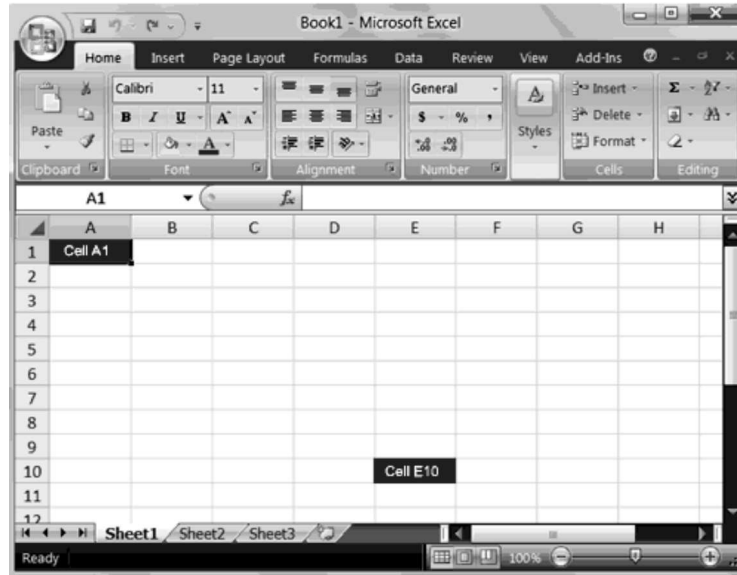 Book1 - Microsoft Excel
Home Insert Page Layout Formulas Data Review View Add-Ins
Calibri 11 General Insert Σ
B I U A A $ % , Delete
Paste A .00 .00 Styles Format
Clipboard Font Alignment Number Cells Editing
A1 fx
A B C D E F G H
1 Cell A1
2
3
4
5
6
7
8
9
10 Cell E10
11
12
Sheet1 Sheet2 Sheet3
Ready 100%